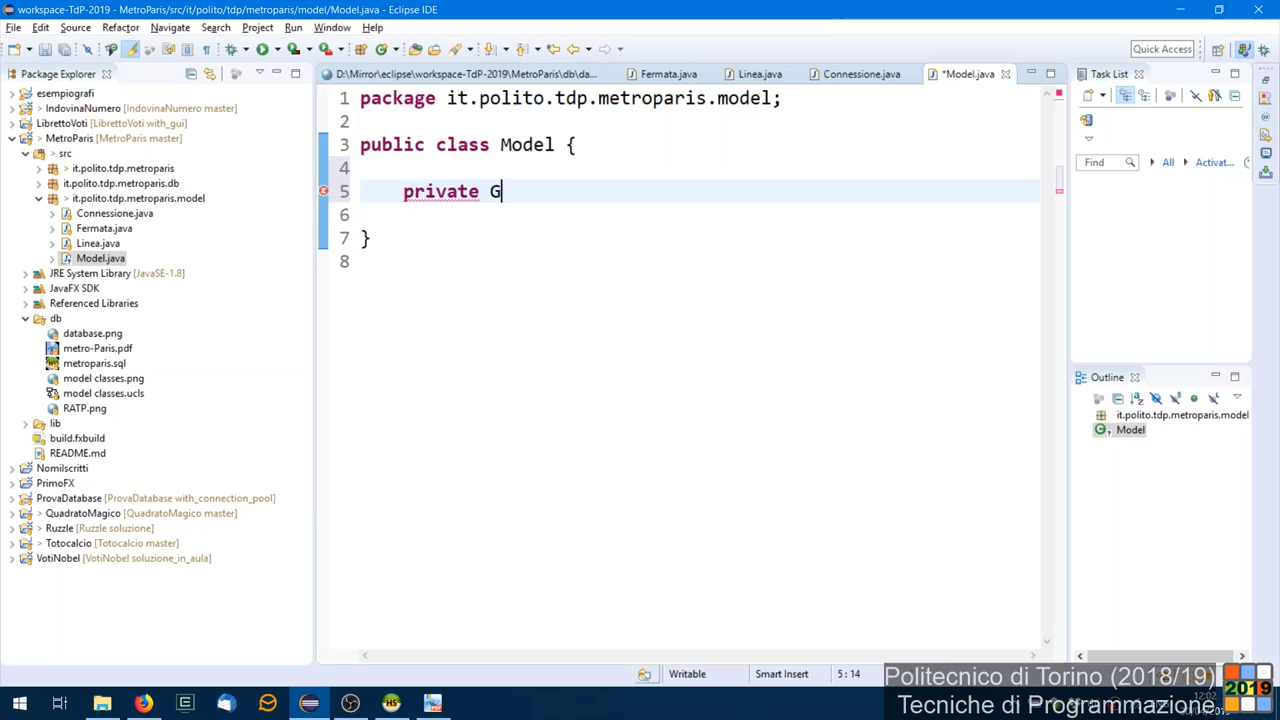 workspace-TdP-2019 - MetroParis/src/it/polito/tdp/metroparis/model/Model.java - Eclipse IDE
File Edit Source Refactor Navigate Search Project Run Window Help
Quick Access
Package Explorer
D:\Mirror\eclipse\workspace-TdP-2019\MetroParis\db\da...
Fermata.java
Linea.java
Connessione.java
*Model.java
Task List
esempiografi
> IndovinaNumero [IndovinaNumero master]
LibrettoVoti [LibrettoVoti with_gui]
> MetroParis [MetroParis master]
> src
> it.polito.tdp.metroparis
> it.polito.tdp.metroparis.db
> it.polito.tdp.metroparis.model
Connessione.java
Fermata.java
Linea.java
Model.java
JRE System Library [JavaSE-1.8]
JavaFX SDK
Referenced Libraries
db
database.png
metro-Paris.pdf
metroparis.sql
model classes.png
model classes.ucls
RATP.png
lib
build.fxbuild
README.md
NomiIscritti
PrimoFX
ProvaDatabase [ProvaDatabase with_connection_pool]
> QuadratoMagico [QuadratoMagico master]
> Ruzzle [Ruzzle soluzione]
> Totocalcio [Totocalcio master]
VotiNobel [VotiNobel soluzione_in_aula]
1 package it.polito.tdp.metroparis.model;
2
3 public class Model {
4
5 private G
6
7 }
8
Find
All
Activat...
Outline
it.polito.tdp.metroparis.model
Model
Writable
Smart Insert
5 : 14
Politecnico di Torino (2018/19)
Tecniche di Programmazione
2019
12:02